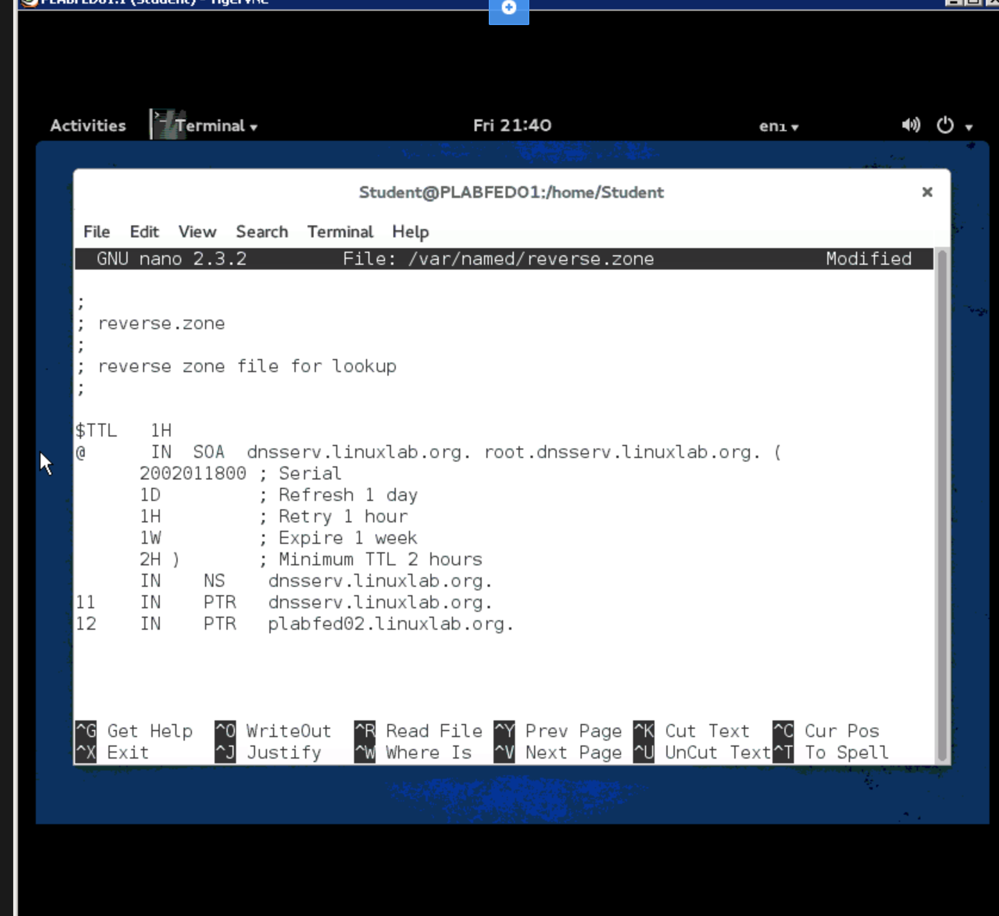 PLABFED01:1 (Student) - TigerVNC
Activities Terminal Fri 21:40 en1
Student@PLABFED01:/home/Student
File Edit View Search Terminal Help
GNU nano 2.3.2 File: /var/named/reverse.zone Modified
;
; reverse.zone
;
; reverse zone file for lookup
;
$TTL 1H
@ IN SOA dnsserv.linuxlab.org. root.dnsserv.linuxlab.org. (
2002011800 ; Serial
1D ; Refresh 1 day
1H ; Retry 1 hour
1W ; Expire 1 week
2H ) ; Minimum TTL 2 hours
IN NS dnsserv.linuxlab.org.
11 IN PTR dnsserv.linuxlab.org.
12 IN PTR plabfed02.linuxlab.org.
^G Get Help ^O WriteOut ^R Read File ^Y Prev Page ^K Cut Text ^C Cur Pos
^X Exit ^J Justify ^W Where Is ^V Next Page ^U UnCut Text ^T To Spell